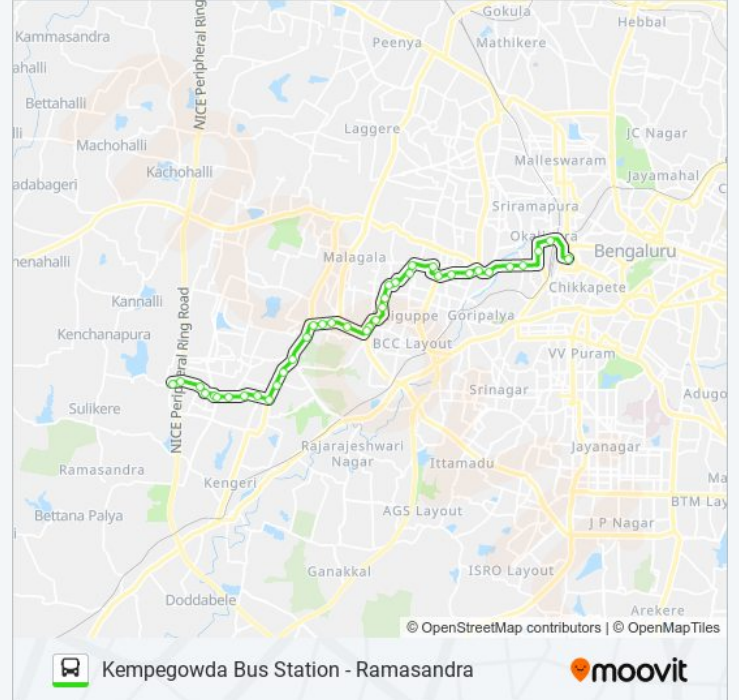 Gokula
Hebbal
Kammasandra
Peenya
Mathikere
NICE Peripheral Ring
ahalli
Bettahalli
Laggere
JC Nagar
lli
Machohalli
Malleswaram
Kachohalli
Jayamahal
adabageri
Sriramapura
Malagala
Bengaluru
henahalli
Chikkapete
Kannalli
NICE Peripheral Ring Road
iguppe
Goripalya
Kenchanapura
BCC Layout
VV Puram
Srinagar
Adugo
Sulikere
Rajarajeshwari
Nagar
Jayanagar
Ittamadu
Ramasandra
Kengeri
Ma
BTM Lay
Bettana Palya
AGS Layout
J P Nagar
Ganakkal
ISRO Layout
Doddabele
Arekere
© OpenStreetMap contributors | © OpenMapTiles
Kempegowda Bus Station - Ramasandra
moovit